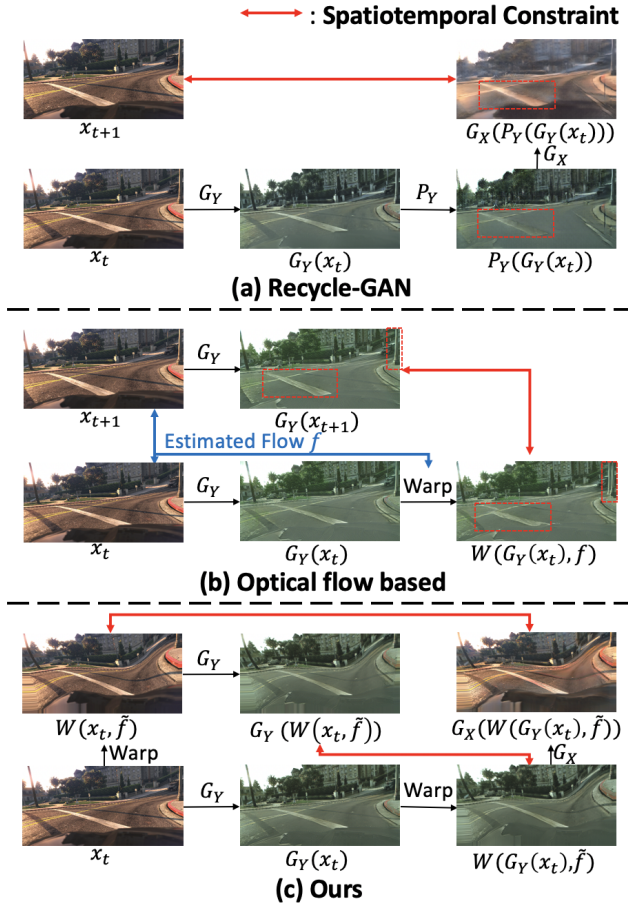 : Spatiotemporal Constraint
x_{t+1}
G_X(P_Y(G_Y(x_t)))
G_X
G_Y
P_Y
x_t
G_Y(x_t)
P_Y(G_Y(x_t))
(a) Recycle-GAN
G_Y
x_{t+1}
G_Y(x_{t+1})
Estimated Flow f
G_Y
Warp
x_t
G_Y(x_t)
W(G_Y(x_t), f)
(b) Optical flow based
G_Y
W(x_t, f̃)
G_Y (W(x_t, f̃))
G_X(W(G_Y(x_t), f̃))
Warp
G_X
G_Y
Warp
x_t
G_Y(x_t)
W(G_Y(x_t), f̃)
(c) Ours